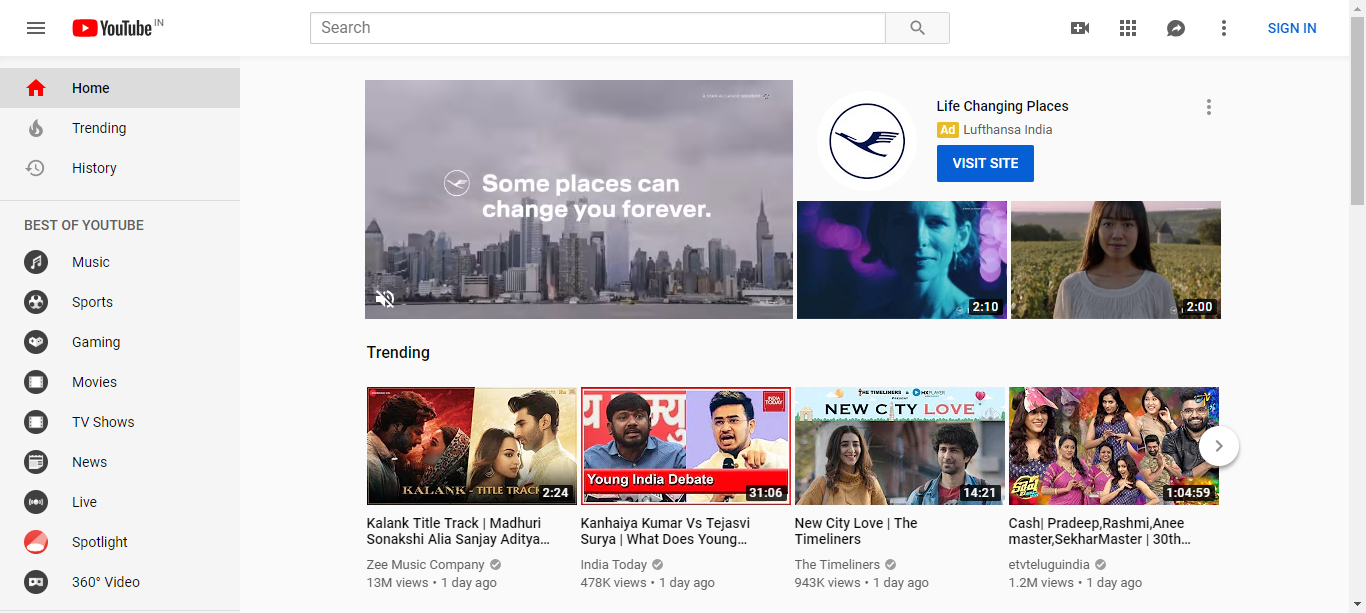 YouTube IN
Search
SIGN IN
Home
Trending
History
BEST OF YOUTUBE
Music
Sports
Gaming
Movies
TV Shows
News
Live
Spotlight
360° Video
Some places can
change you forever.
Life Changing Places
Ad Lufthansa India
VISIT SITE
2:10
2:00
Trending
KALANK - TITLE TRACK
2:24
Kalank Title Track | Madhuri
Sonakshi Alia Sanjay Aditya...
Zee Music Company
13M views • 1 day ago
INDIA
TODAY
Young India Debate
31:06
Kanhaiya Kumar Vs Tejasvi
Surya | What Does Young...
India Today
478K views • 1 day ago
THE TIMELINERS & MXPLAYER
NEW CITY LOVE
14:21
New City Love | The
Timeliners
The Timeliners
943K views • 1 day ago
1:04:59
Cash| Pradeep,Rashmi,Anee
master,SekharMaster | 30th...
etvteluguindia
1.2M views • 1 day ago